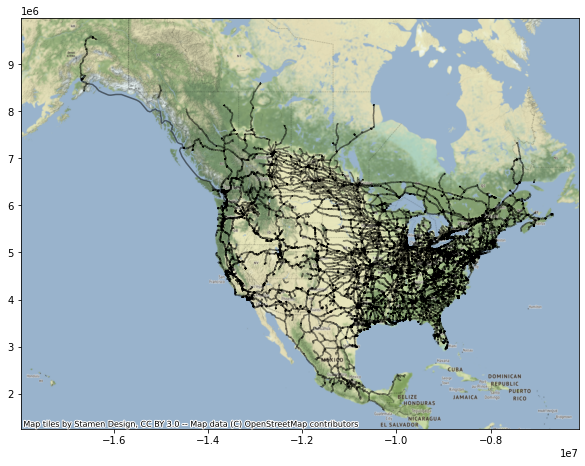 1e6
9
8
7
6
5
4
3
2
MEXICO
CUBA
DOMINICAN
REPUBLIC
PUERTO
RICO
JAMAICA
BELIZE
HONDURAS
NICARAGUA
EL SALVADOR
Map tiles by Stamen Design, CC BY 3.0 -- Map data (C) OpenStreetMap contributors
−1.6
−1.4
−1.2
−1.0
−0.8
1e7